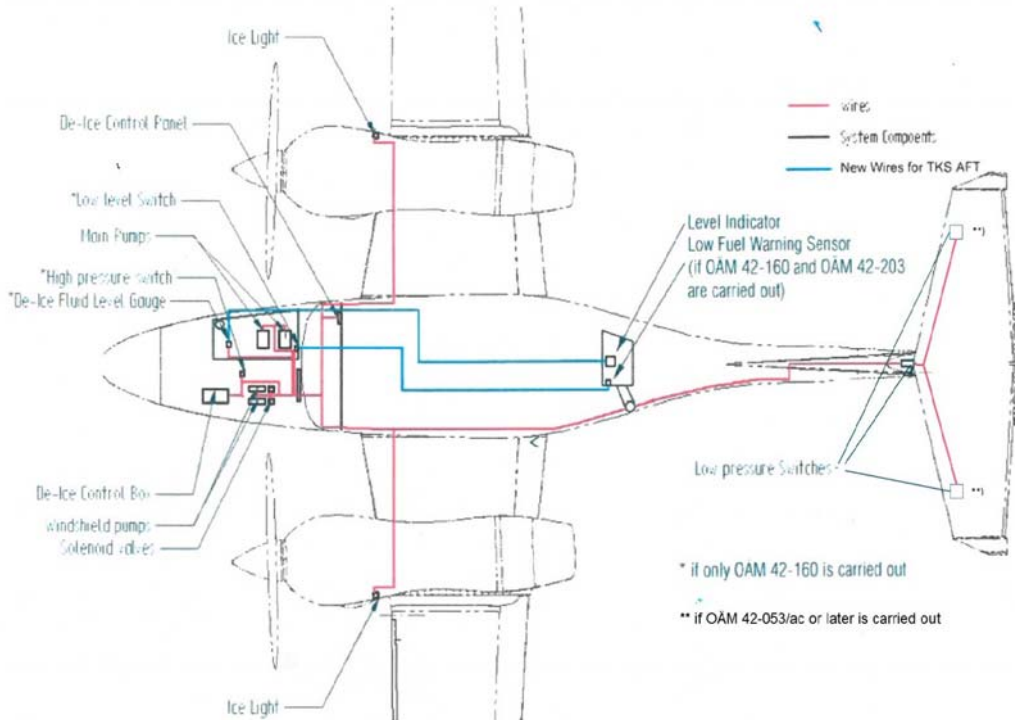 Ice Light
De-Ice Control Panel
*Low level Switch
Main Pumps
*High pressure switch
*De-Ice Fluid Level Gauge
De-Ice Control Box
Windshield pumps
Solenoid valves
Ice Light
wires
System Compoents
New Wires for TKS AFT
Level Indicator
Low Fuel Warning Sensor
(if OÄM 42-160 and OÄM 42-203
are carried out)
**)
Low pressure Switches
**)
* if only OÄM 42-160 is carried out
** if OÄM 42-053/ac or later is carried out